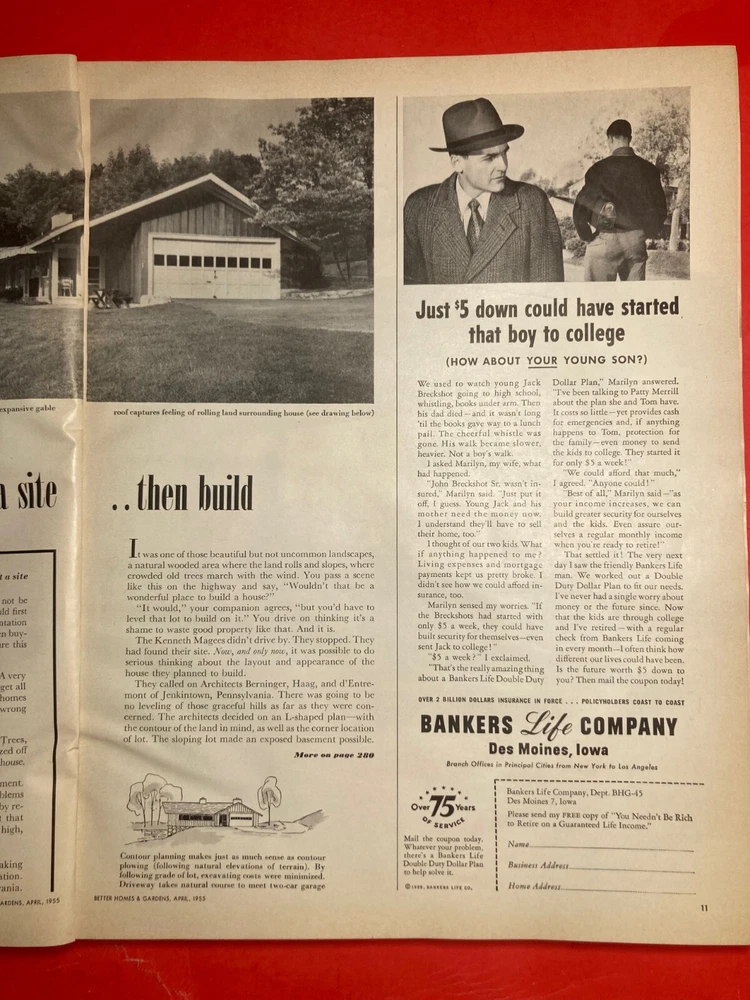 expansive gable
a site
t a site
not be
ld first
ntation
n buy-
re this
A very
get all
homes
wrong
Trees,
zed off
house.
ment.
blems
by re-
t that
high,
aking
ation.
ania.
ARDENS, APRIL, 1955
roof captures feeling of rolling land surrounding house (see drawing below)
. . then build
It was one of those beautiful but not uncommon landscapes,
a natural wooded area where the land rolls and slopes, where
crowded old trees march with the wind. You pass a scene
like this on the highway and say, "Wouldn't that be a
wonderful place to build a house?"
"It would," your companion agrees, "but you'd have to
level that lot to build on it." You drive on thinking it's a
shame to waste good property like that. And it is.
The Kenneth Magees didn't drive by. They stopped. They
had found their site. Now, and only now, it was possible to do
serious thinking about the layout and appearance of the
house they planned to build.
They called on Architects Berninger, Haag, and d'Entre-
mont of Jenkintown, Pennsylvania. There was going to be
no leveling of those graceful hills as far as they were con-
cerned. The architects decided on an L-shaped plan—with
the contour of the land in mind, as well as the corner location
of lot. The sloping lot made an exposed basement possible.
More on page 280
Contour planning makes just as much sense as contour
plowing (following natural elevations of terrain). By
following grade of lot, excavating costs were minimized.
Driveway takes natural course to meet two-car garage
BETTER HOMES & GARDENS, APRIL, 1955
Just $5 down could have started
that boy to college
(HOW ABOUT YOUR YOUNG SON?)
We used to watch young Jack
Breckshot going to high school,
whistling, books under arm. Then
his dad died—and it wasn't long
'til the books gave way to a lunch
pail. The cheerful whistle was
gone. His walk became slower,
heavier. Not a boy's walk.
I asked Marilyn, my wife, what
had happened.
"John Breckshot Sr. wasn't in-
sured," Marilyn said. "Just put it
off, I guess. Young Jack and his
mother need the money now.
I understand they'll have to sell
their home, too."
I thought of our two kids. What
if anything happened to me?
Living expenses and mortgage
payments kept us pretty broke. I
didn't see how we could afford in-
surance, too.
Marilyn sensed my worries. "If
the Breckshots had started with
only $5 a week, they could have
built security for themselves—even
sent Jack to college!"
"$5 a week?" I exclaimed.
"That's the really amazing thing
about a Bankers Life Double Duty
Dollar Plan," Marilyn answered.
"I've been talking to Patty Merrill
about the plan she and Tom have.
It costs so little—yet provides cash
for emergencies and, if anything
happens to Tom, protection for
the family—even money to send
the kids to college. They started it
for only $5 a week!"
"We could afford that much,"
I agreed. "Anyone could!"
"Best of all," Marilyn said—"as
your income increases, we can
build greater security for ourselves
and the kids. Even assure our-
selves a regular monthly income
when you're ready to retire!"
That settled it! The very next
day I saw the friendly Bankers Life
man. We worked out a Double
Duty Dollar Plan to fit our needs.
I've never had a single worry about
money or the future since. Now
that the kids are through college
and I've retired—with a regular
check from Bankers Life coming
in every month—I often think how
different our lives could have been.
Is the future worth $5 down to
you? Then mail the coupon today!
OVER 2 BILLION DOLLARS INSURANCE IN FORCE . . . POLICYHOLDERS COAST TO COAST
BANKERS Life COMPANY
Des Moines, Iowa
Branch Offices in Principal Cities from New York to Los Angeles
Over 75 Years
OF SERVICE
Mail the coupon today.
Whatever your problem,
there's a Bankers Life
Double Duty Dollar Plan
to help solve it.
©1955, BANKERS LIFE CO.
Bankers Life Company, Dept. BHG-45
Des Moines 7, Iowa
Please send my FREE copy of "You Needn't Be Rich
to Retire on a Guaranteed Life Income."
Name
Business Address
Home Address
11